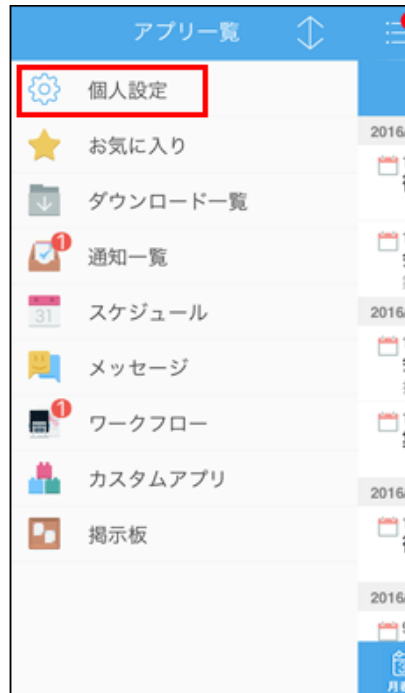 アプリ一覧
個人設定
お気に入り
ダウンロード一覧
1
通知一覧
31
スケジュール
メッセージ
1
ワークフロー
カスタムアプリ
掲示板
2016/
2016/
2016/
2016/